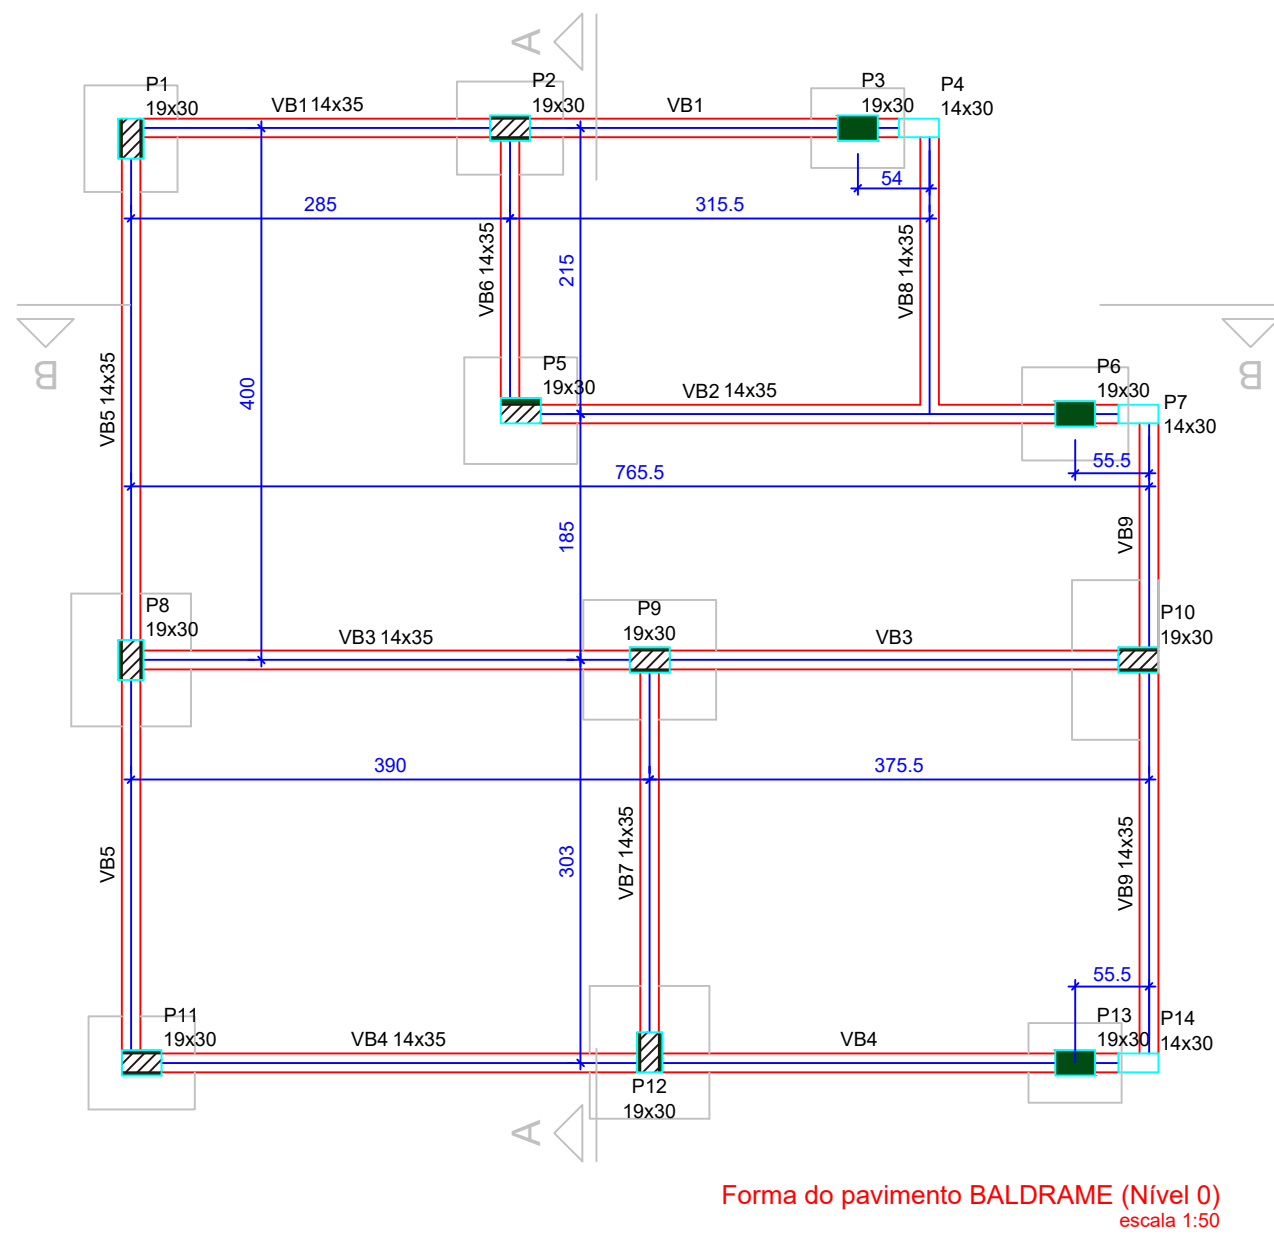 A
P1
19x30
VB1 14x35
P2
19x30
VB1
P3
19x30
P4
14x30
54
285
315.5
VB6 14x35
215
VB8 14x35
B
B
VB5 14x35
400
P5
19x30
VB2 14x35
P6
19x30
P7
14x30
55.5
765.5
185
VB9
P8
19x30
VB3 14x35
P9
19x30
VB3
P10
19x30
390
375.5
VB5
303
VB7 14x35
VB9 14x35
55.5
P11
19x30
VB4 14x35
VB4
P13
19x30
P14
14x30
P12
19x30
A
Forma do pavimento BALDRAME (Nível 0)
escala 1:50